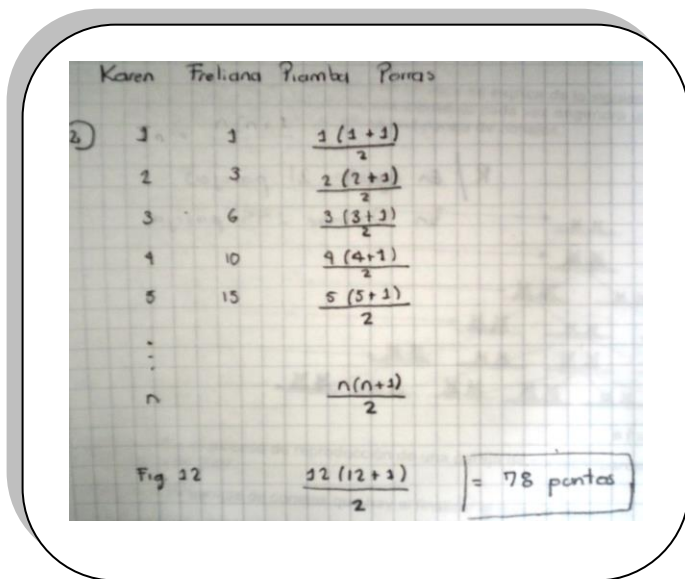 Karen Freliana Piamba Porras
2) 1 1 1(1+1)/2
2 3 2(2+1)/2
3 6 3(3+1)/2
4 10 4(4+1)/2
5 15 5(5+1)/2
⋮
n n(n+1)/2
Fig 12 12(12+1)/2 = 78 puntos